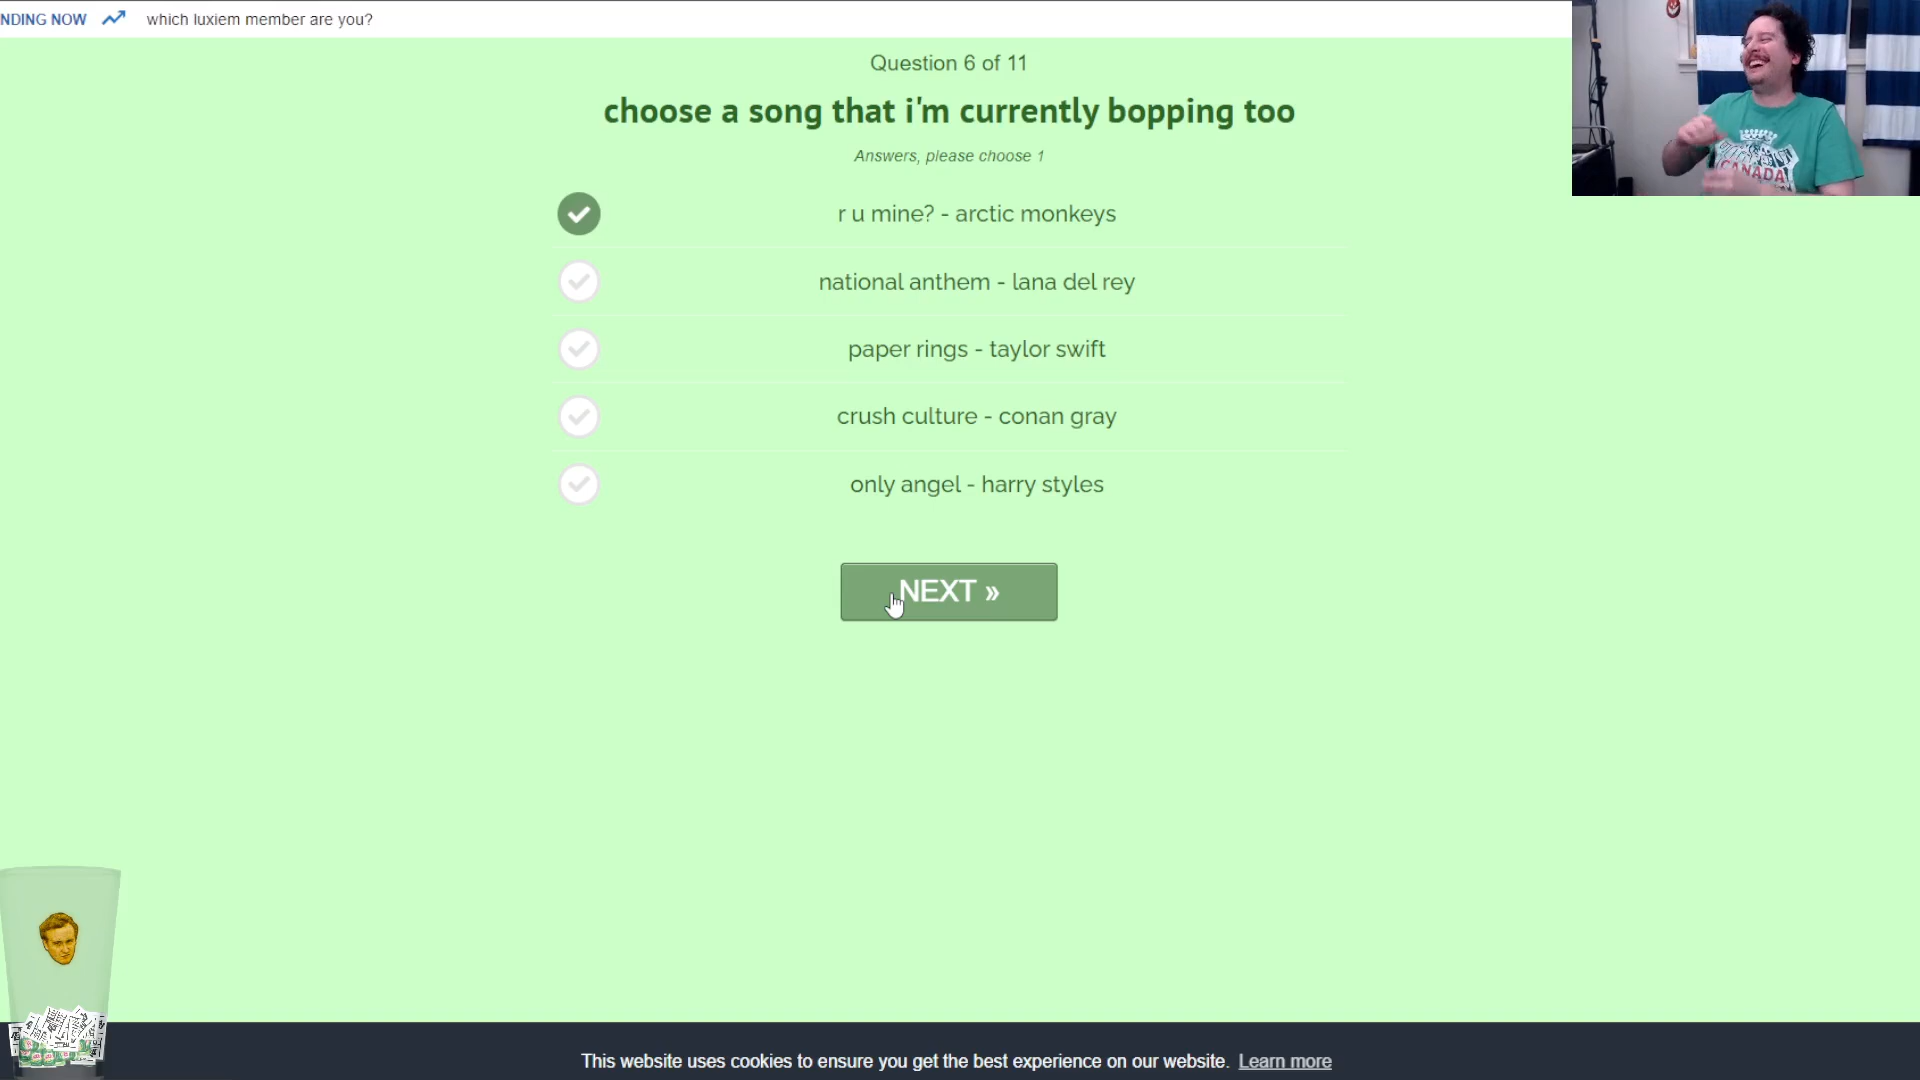 NDING NOW which luxiem member are you?
Question 6 of 11
choose a song that i'm currently bopping too
Answers, please choose 1
r u mine? - arctic monkeys
national anthem - lana del rey
paper rings - taylor swift
crush culture - conan gray
only angel - harry styles
NEXT »
CANADA
This website uses cookies to ensure you get the best experience on our website. Learn more